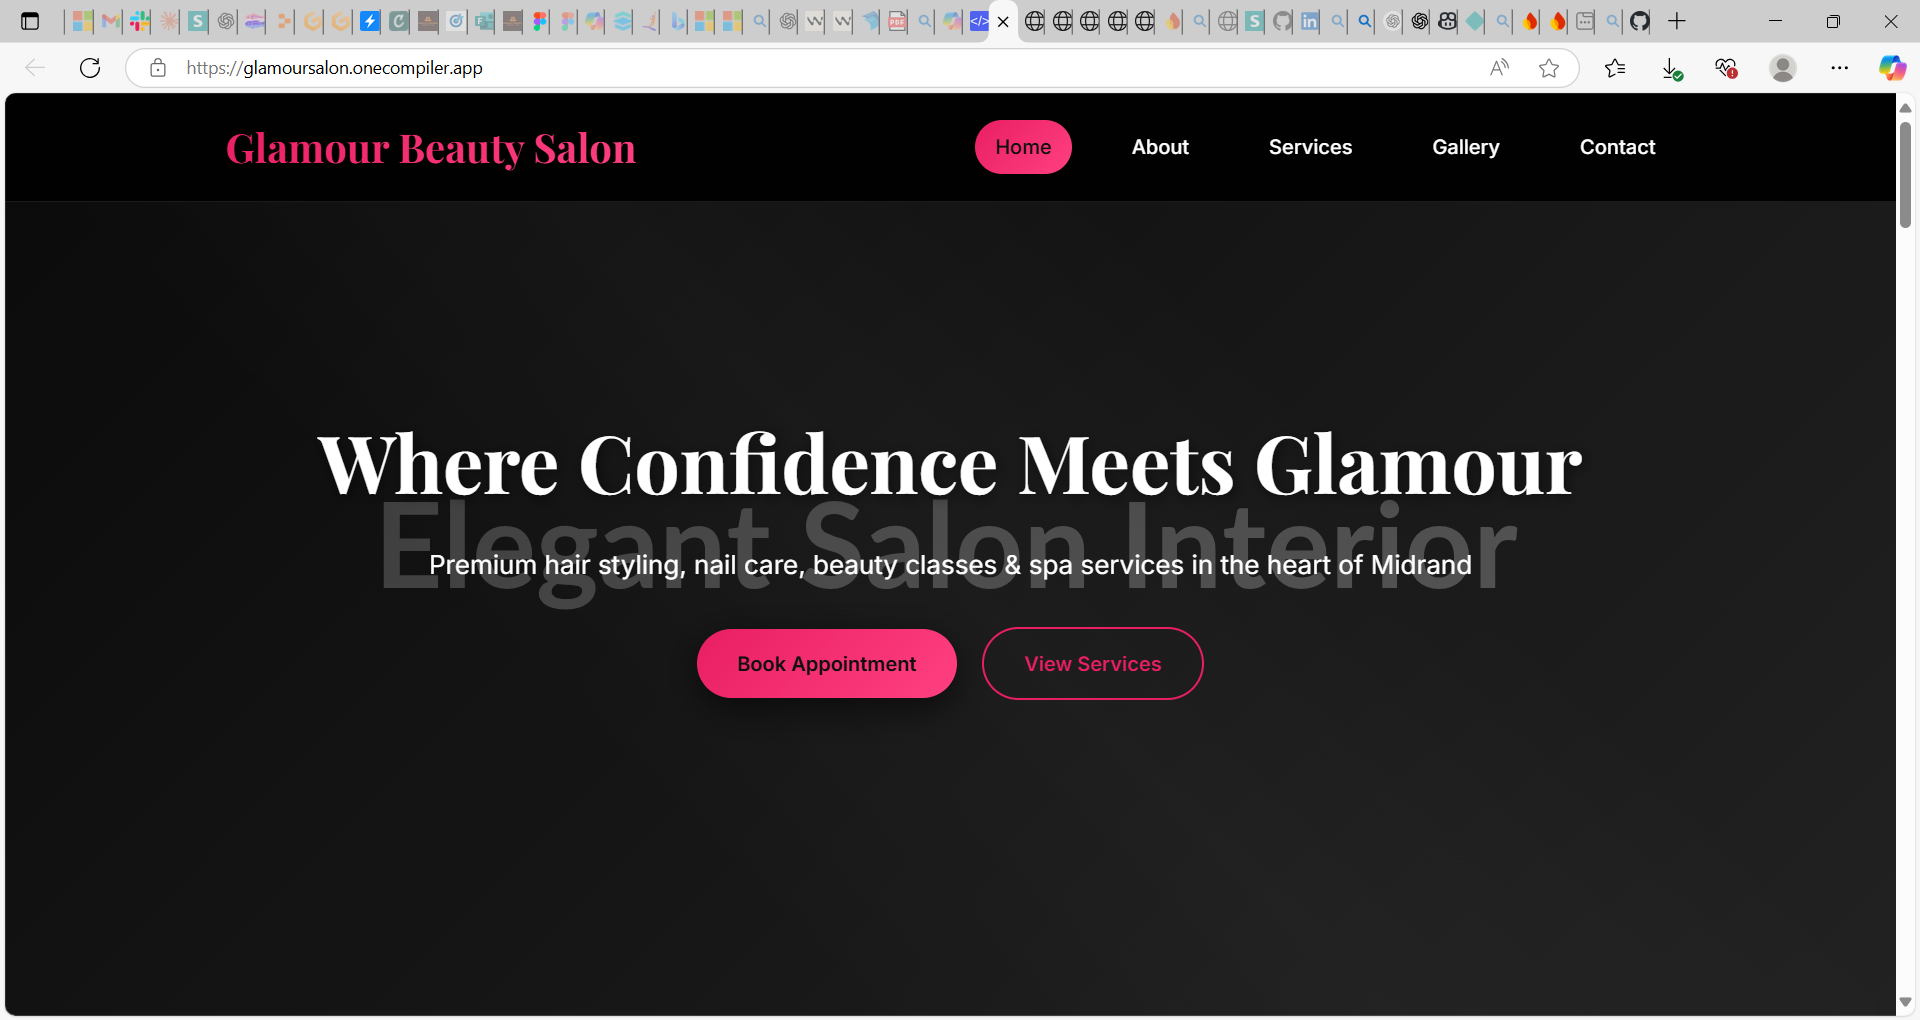 https://glamoursalon.onecompiler.app
Glamour Beauty Salon
Home About Services Gallery Contact
Where Confidence Meets Glamour
Elegant Salon Interior
Premium hair styling, nail care, beauty classes & spa services in the heart of Midrand
Book Appointment View Services